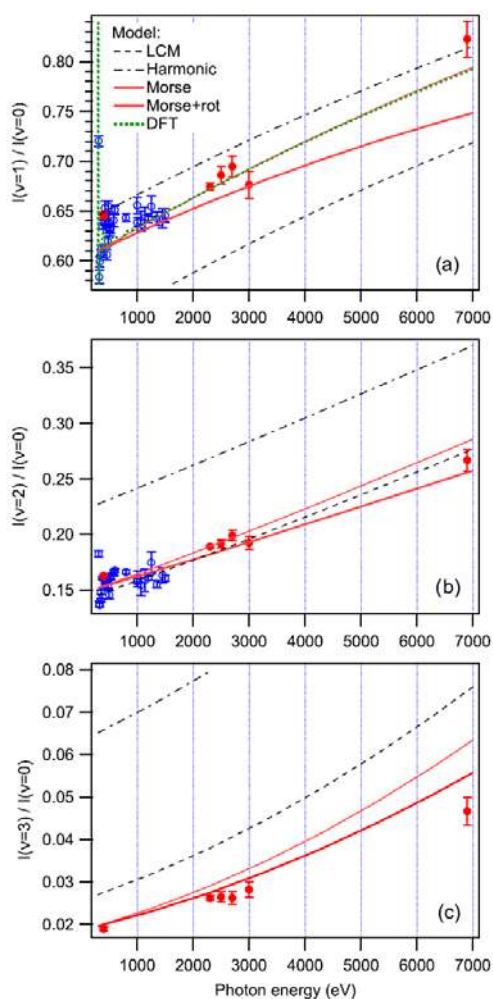 Model:
LCM
Harmonic
Morse
Morse+rot
DFT
I(v=1) / I(v=0)
0.80
0.75
0.70
0.65
0.60
(a)
1000 2000 3000 4000 5000 6000 7000
I(v=2) / I(v=0)
0.35
0.30
0.25
0.20
0.15
(b)
1000 2000 3000 4000 5000 6000 7000
I(v=3) / I(v=0)
0.08
0.07
0.06
0.05
0.04
0.03
0.02
(c)
1000 2000 3000 4000 5000 6000 7000
Photon energy (eV)